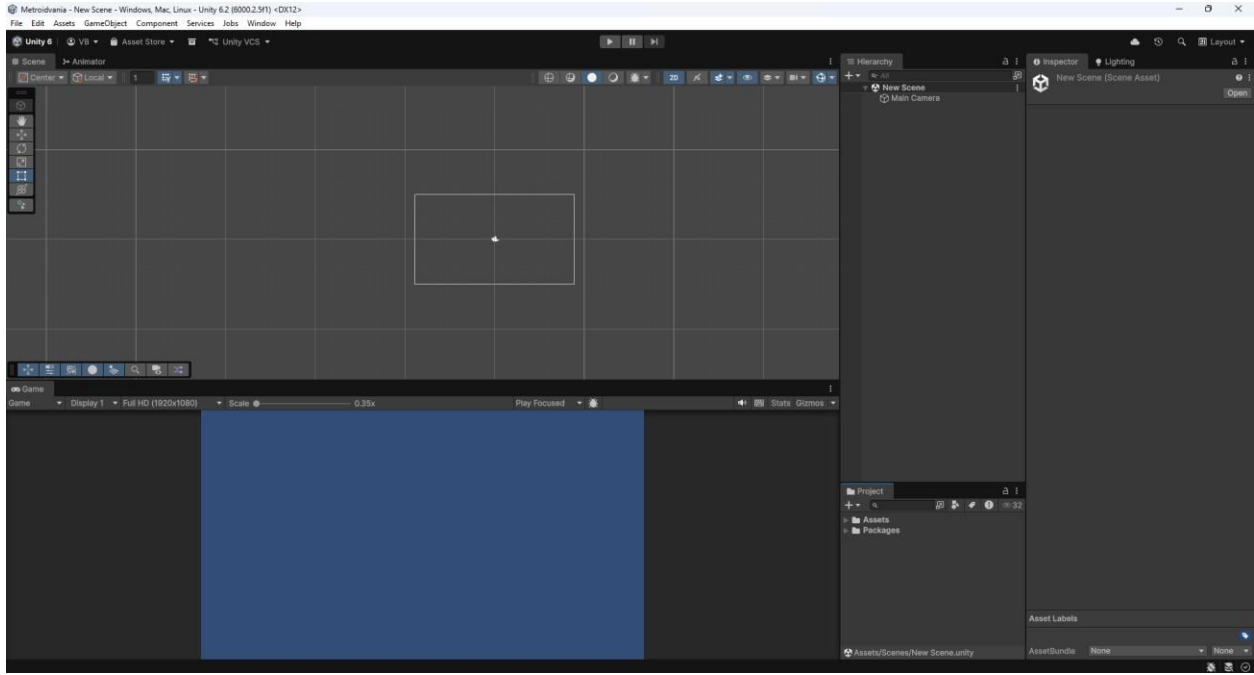 Metroidvania - New Scene - Windows, Mac, Linux - Unity 6.2 (6000.2.5f1) <DX12>
File Edit Assets GameObject Component Services Jobs Window Help
Unity 6 VB Asset Store Unity VCS Layout
Scene Animator
Center Local 1 2D
Game
Game Display 1 Full HD (1920x1080) Scale 0.35x Play Focused Stats Gizmos
Hierarchy
All
New Scene
Main Camera
Project
32
Assets
Packages
Assets/Scenes/New Scene.unity
Inspector Lighting
New Scene (Scene Asset)
Open
Asset Labels
AssetBundle None None